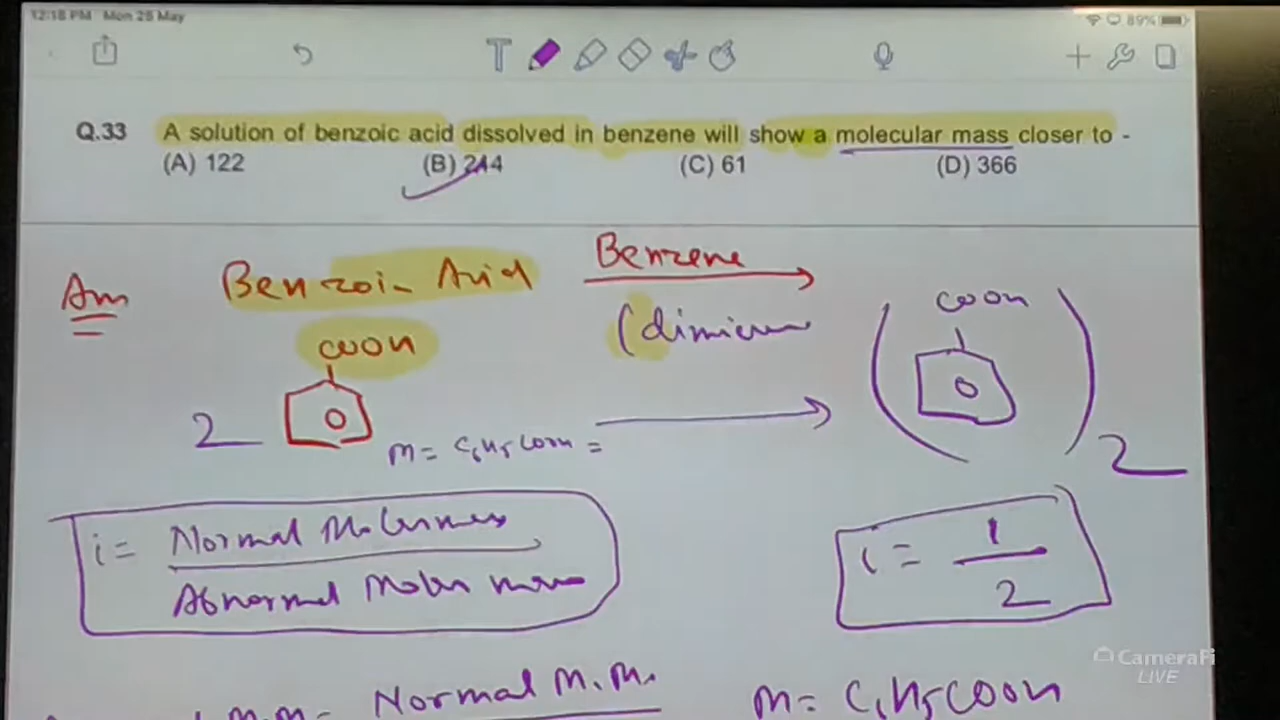 12:18 PM Mon 25 May 89%
T
Q.33 A solution of benzoic acid dissolved in benzene will show a molecular mass closer to -
(A) 122 (B) 244 (C) 61 (D) 366
Ans Benzoic Acid Benzene
(dimierum
COOH COOH
2 M = C6H5COOH = 2
i = Normal Molarmass
Abnormal Molar mass
i = 1
2
M.M = Normal M.M. M = C6H5COOH
CameraFi
LIVE